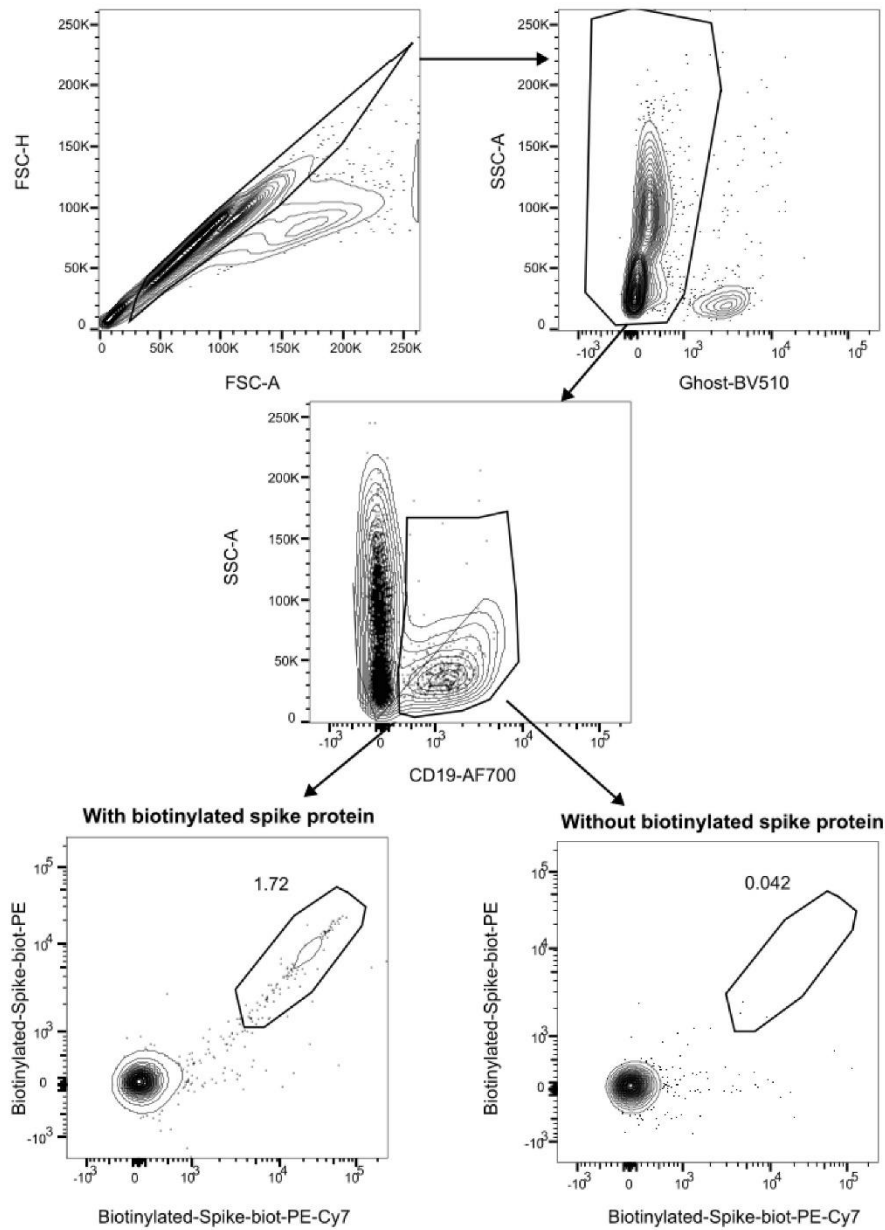 250K
200K
150K
100K
50K
0
FSC-H
0 50K 100K 150K 200K 250K
FSC-A
250K
200K
150K
100K
50K
0
SSC-A
-10³ 0 10³ 10⁴ 10⁵
Ghost-BV510
250K
200K
150K
100K
50K
0
SSC-A
-10³ 0 10³ 10⁴ 10⁵
CD19-AF700
With biotinylated spike protein
10⁵
10⁴
10³
0
-10³
1.72
Biotinylated-Spike-biot-PE
-10³ 0 10³ 10⁴ 10⁵
Biotinylated-Spike-biot-PE-Cy7
Without biotinylated spike protein
10⁵
10⁴
10³
0
-10³
0.042
Biotinylated-Spike-biot-PE
-10³ 0 10³ 10⁴ 10⁵
Biotinylated-Spike-biot-PE-Cy7